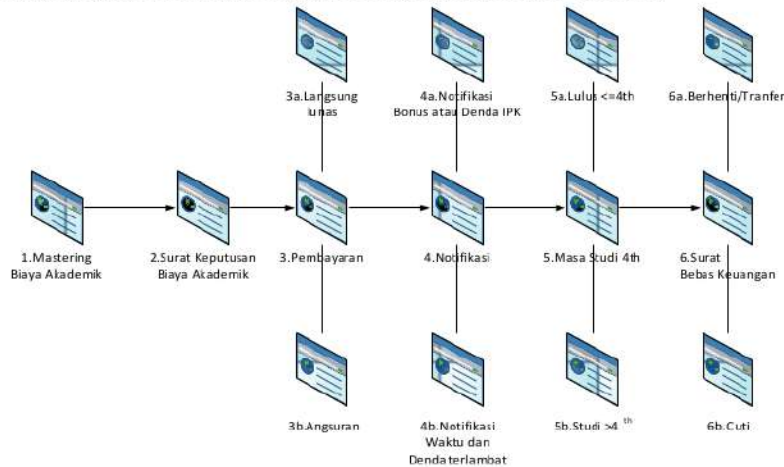 3a.Langsung
lunas
4a.Notifikasi
Bonus atau Denda IPK
5a.Lulus <=4th
6a.Berhenti/Tranfer
1.Mastering
Biaya Akademik
2.Surat Keputusan
Biaya Akademik
3.Pembayaran
4.Notifikasi
5.Masa Studi 4th
6.Surat
Bebas Keuangan
3b.Angsuran
4b.Notifikasi
Waktu dan
Denda terlambat
5b.Studi >4 th
6b.Cuti